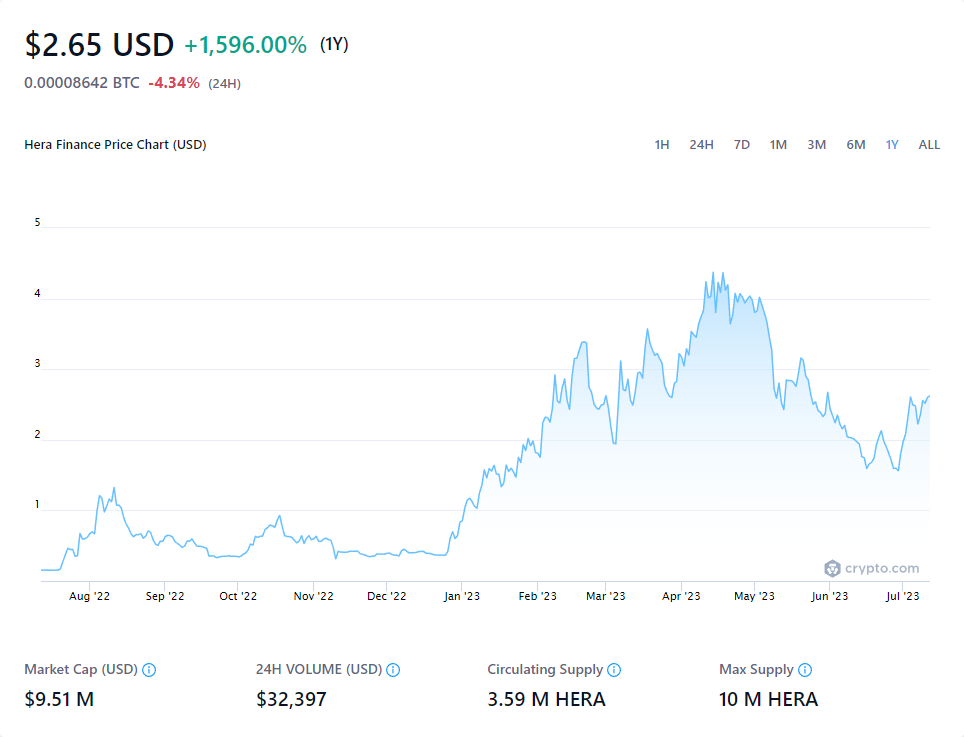 $2.65 USD +1,596.00% (1Y)
0.00008642 BTC -4.34% (24H)
Hera Finance Price Chart (USD) 1H 24H 7D 1M 3M 6M 1Y ALL
5
4
3
2
1
crypto.com
Aug '22 Sep '22 Oct '22 Nov '22 Dec '22 Jan '23 Feb '23 Mar '23 Apr '23 May '23 Jun '23 Jul '23
Market Cap (USD) 24H VOLUME (USD) Circulating Supply Max Supply
$9.51 M $32,397 3.59 M HERA 10 M HERA